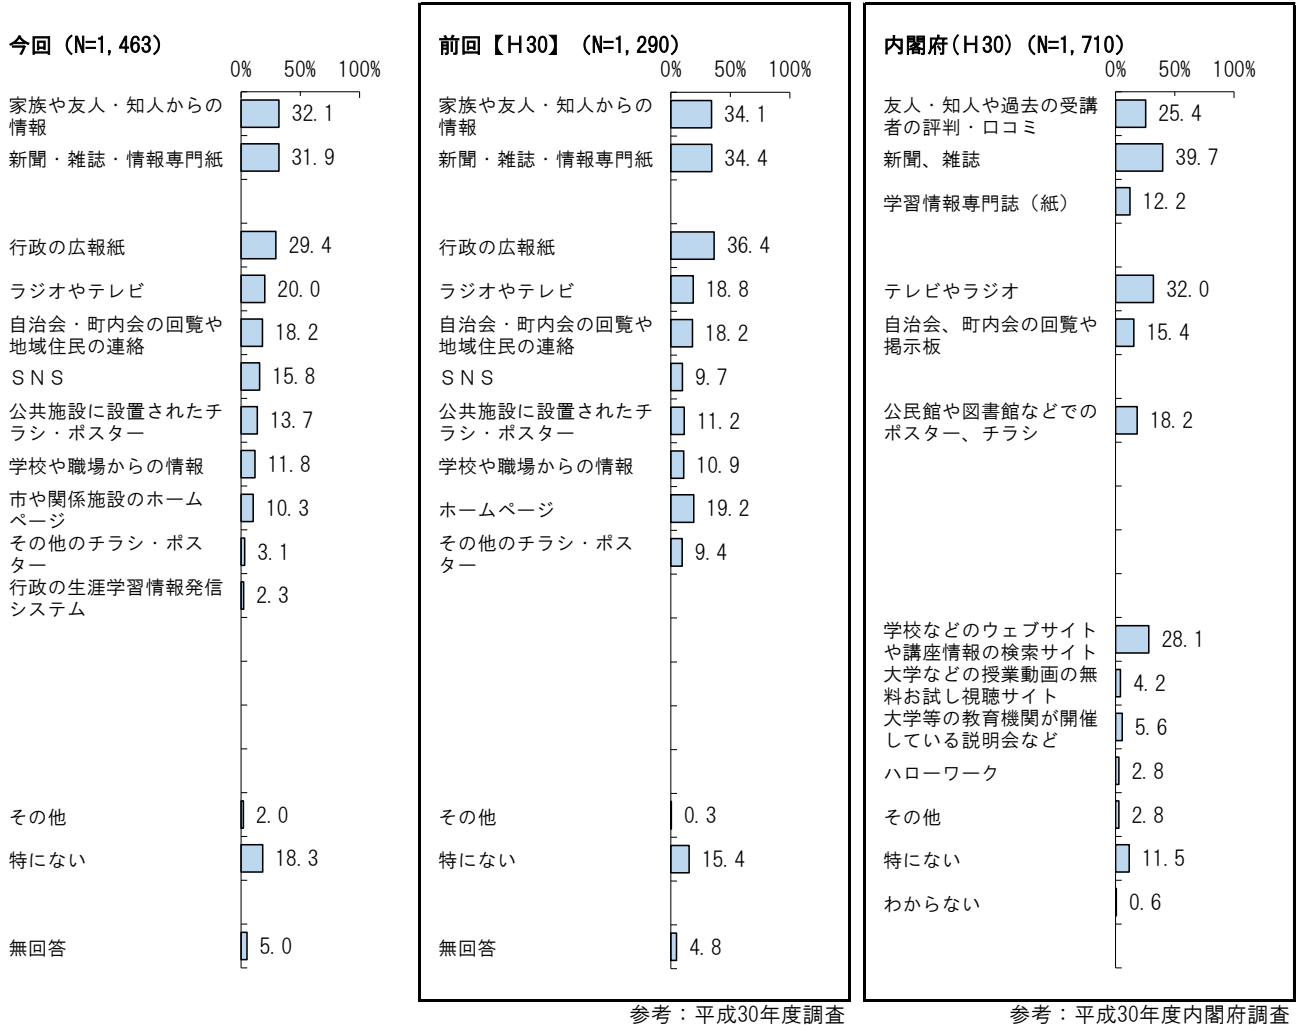 今回（N=1,463）
0% 50% 100%
家族や友人・知人からの
情報
32.1
新聞・雑誌・情報専門紙 31.9
行政の広報紙 29.4
ラジオやテレビ 20.0
自治会・町内会の回覧や
地域住民の連絡
18.2
ＳＮＳ 15.8
公共施設に設置されたチ
ラシ・ポスター
13.7
学校や職場からの情報 11.8
市や関係施設のホーム
ページ
10.3
その他のチラシ・ポス
ター
3.1
行政の生涯学習情報発信
システム
2.3
その他 2.0
特にない 18.3
無回答 5.0
前回【Ｈ30】（N=1,290）
0% 50% 100%
家族や友人・知人からの
情報
34.1
新聞・雑誌・情報専門紙 34.4
行政の広報紙 36.4
ラジオやテレビ 18.8
自治会・町内会の回覧や
地域住民の連絡
18.2
ＳＮＳ 9.7
公共施設に設置されたチ
ラシ・ポスター
11.2
学校や職場からの情報 10.9
ホームページ 19.2
その他のチラシ・ポス
ター
9.4
その他 0.3
特にない 15.4
無回答 4.8
参考：平成30年度調査
内閣府(Ｈ30)（N=1,710）
0% 50% 100%
友人・知人や過去の受講
者の評判・口コミ
25.4
新聞、雑誌 39.7
学習情報専門誌（紙） 12.2
テレビやラジオ 32.0
自治会、町内会の回覧や
掲示板
15.4
公民館や図書館などでの
ポスター、チラシ
18.2
学校などのウェブサイト
や講座情報の検索サイト
28.1
大学などの授業動画の無
料お試し視聴サイト
4.2
大学等の教育機関が開催
している説明会など
5.6
ハローワーク 2.8
その他 2.8
特にない 11.5
わからない 0.6
参考：平成30年度内閣府調査